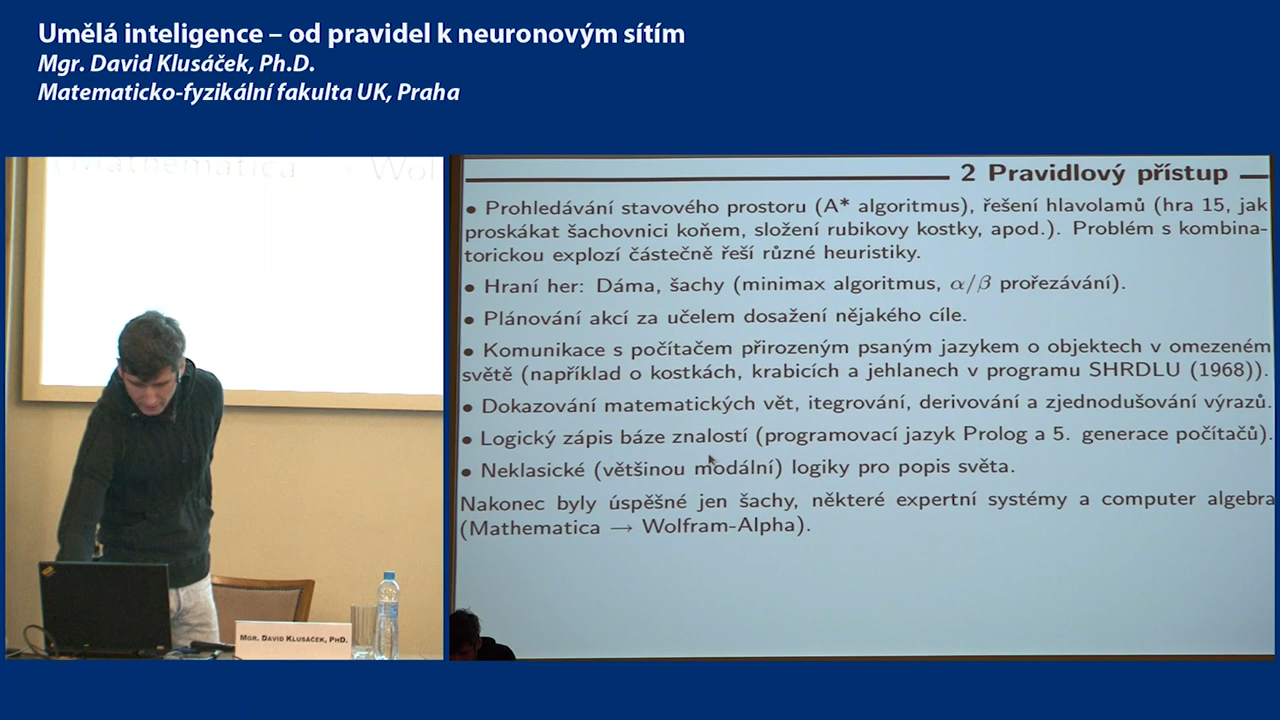 Umělá inteligence – od pravidel k neuronovým sítím
Mgr. David Klusáček, Ph.D.
Matematicko-fyzikální fakulta UK, Praha
(Mathematica → Wol
MGR. DAVID KLUSÁČEK, PHD.
2 Pravidlový přístup
• Prohledávání stavového prostoru (A* algoritmus), řešení hlavolamů (hra 15, jak
proskákat šachovnici koňem, složení rubikovy kostky, apod.). Problém s kombina-
torickou explozí částečně řeší různé heuristiky.
• Hraní her: Dáma, šachy (minimax algoritmus, α/β prořezávání).
• Plánování akcí za učelem dosažení nějakého cíle.
• Komunikace s počítačem přirozeným psaným jazykem o objektech v omezeném
světě (například o kostkách, krabicích a jehlanech v programu SHRDLU (1968)).
• Dokazování matematických vět, itegrování, derivování a zjednodušování výrazů.
• Logický zápis báze znalostí (programovací jazyk Prolog a 5. generace počítačů).
• Neklasické (většinou modální) logiky pro popis světa.
Nakonec byly úspěšné jen šachy, některé expertní systémy a computer algebra
(Mathematica → Wolfram-Alpha).